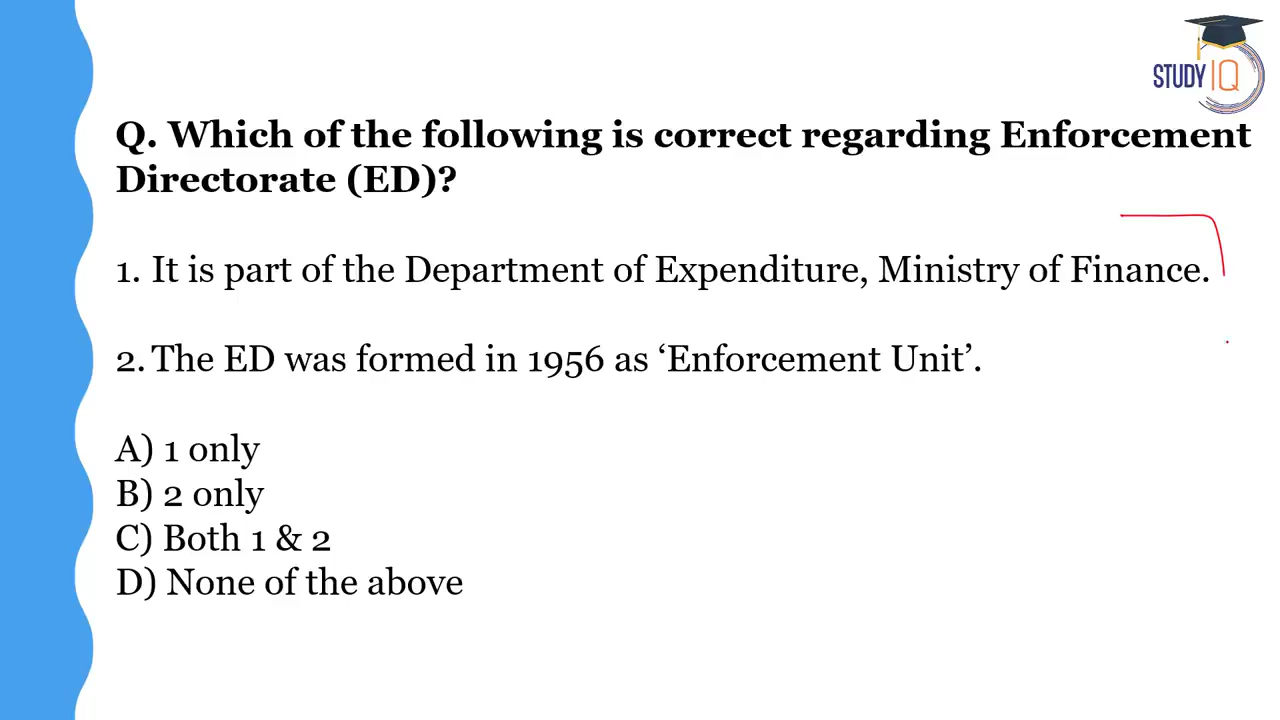 STUDY IQ
Q. Which of the following is correct regarding Enforcement
Directorate (ED)?
1. It is part of the Department of Expenditure, Ministry of Finance.
2. The ED was formed in 1956 as ‘Enforcement Unit’.
A) 1 only
B) 2 only
C) Both 1 & 2
D) None of the above